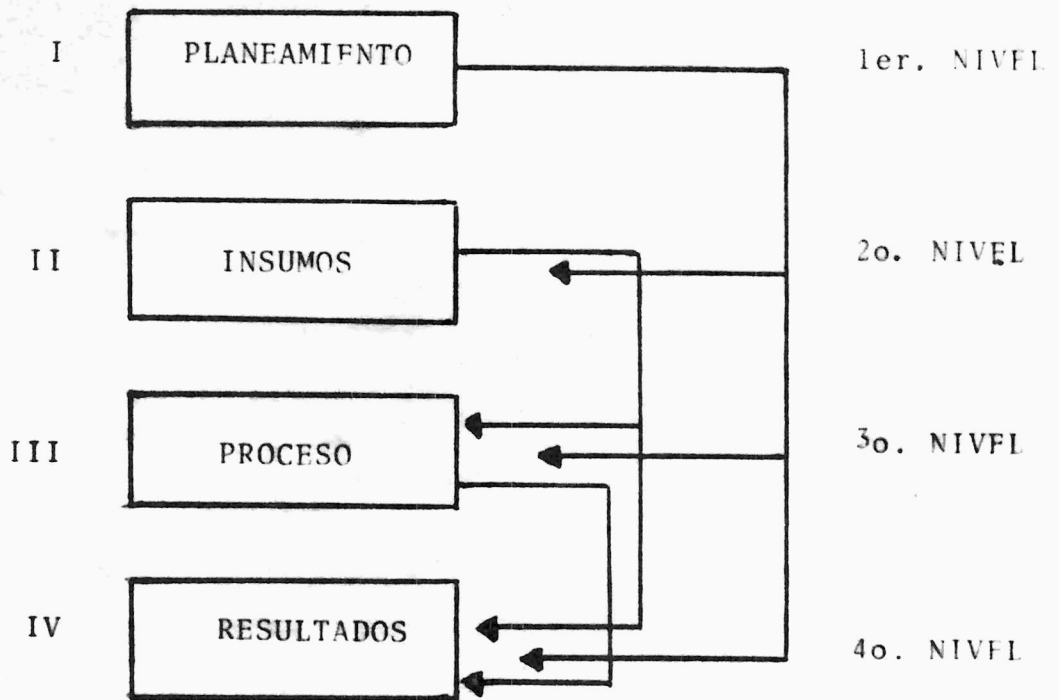 I PLANEAMIENTO 1er. NIVEL
II INSUMOS 2o. NIVEL
III PROCESO 3o. NIVEL
IV RESULTADOS 4o. NIVEL